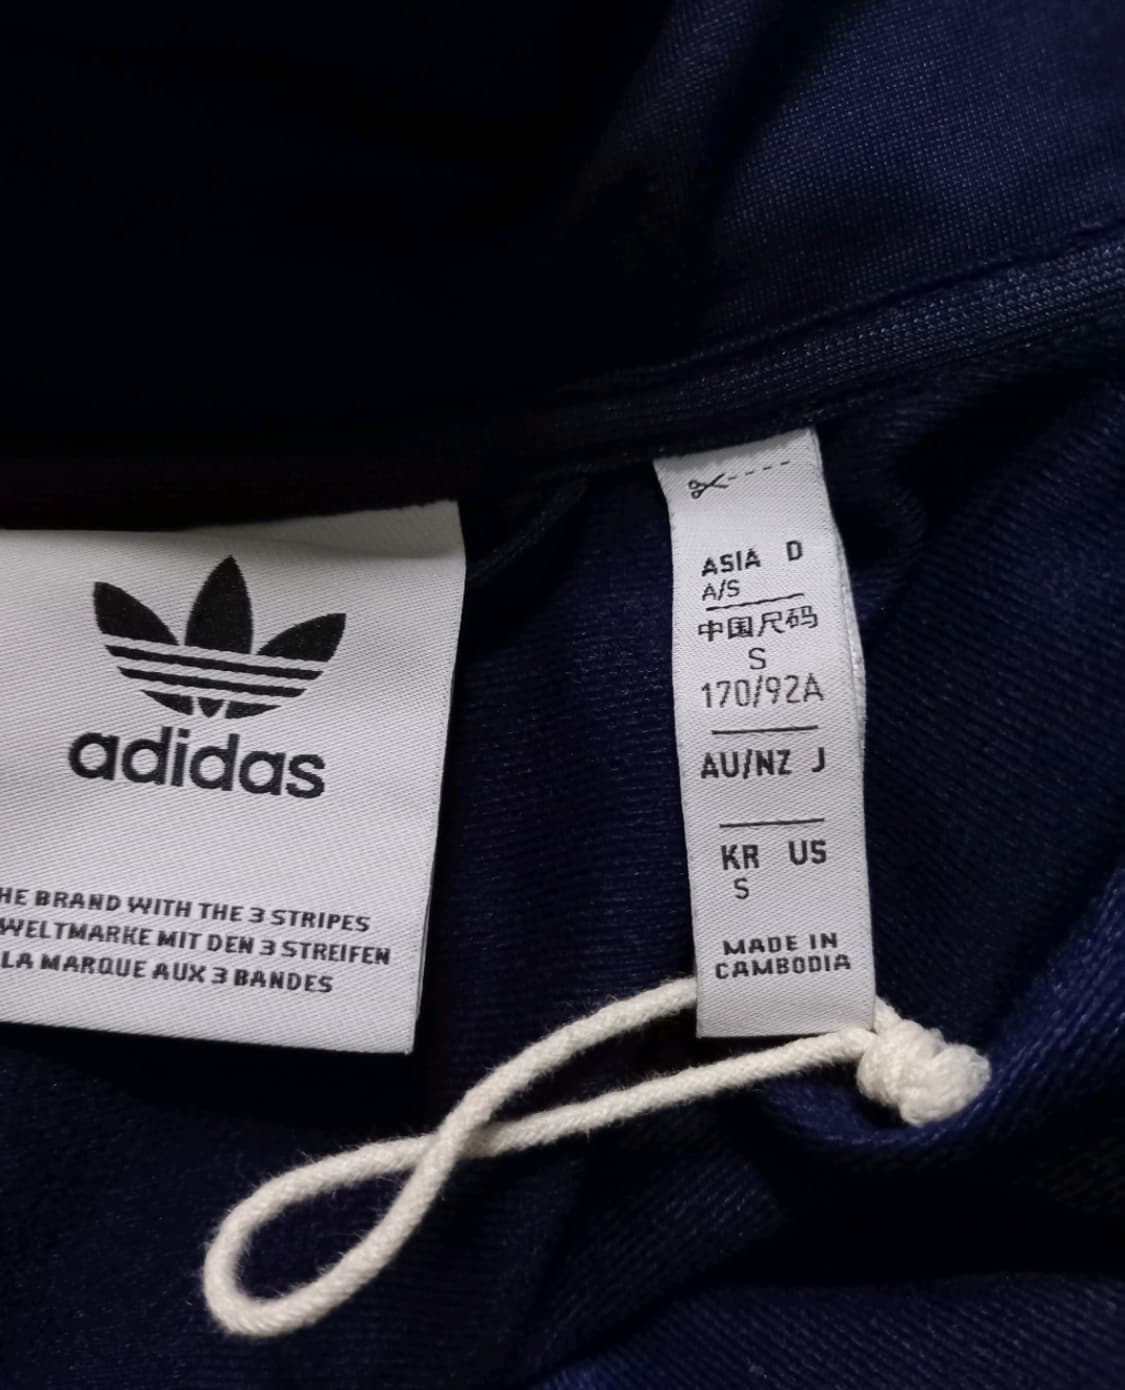 adidas
HE BRAND WITH THE 3 STRIPES
WELTMARKE MIT DEN 3 STREIFEN
LA MARQUE AUX 3 BANDES
ASIA D
A/S
中国尺码
S
170/92A
AU/NZ J
KR US
S
MADE IN
CAMBODIA